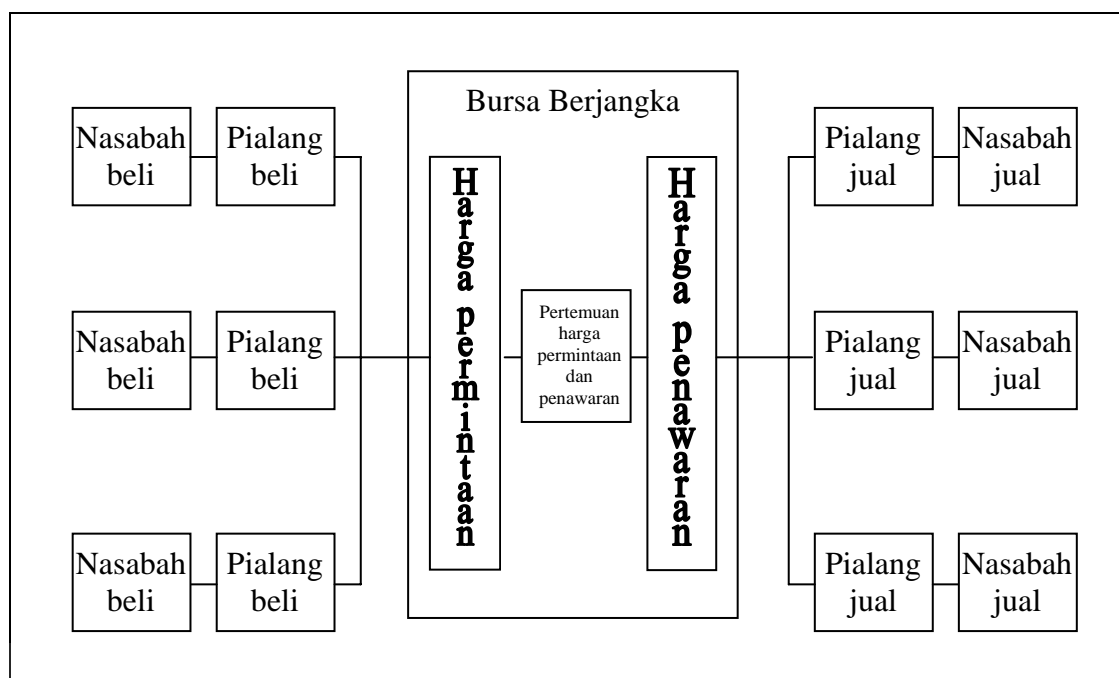 Bursa Berjangka
Nasabah
beli
Pialang
beli
Nasabah
beli
Pialang
beli
Nasabah
beli
Pialang
beli
Harga permintaan
Pertemuan
harga
permintaan
dan
penawaran
Harga penawaran
Pialang
jual
Nasabah
jual
Pialang
jual
Nasabah
jual
Pialang
jual
Nasabah
jual